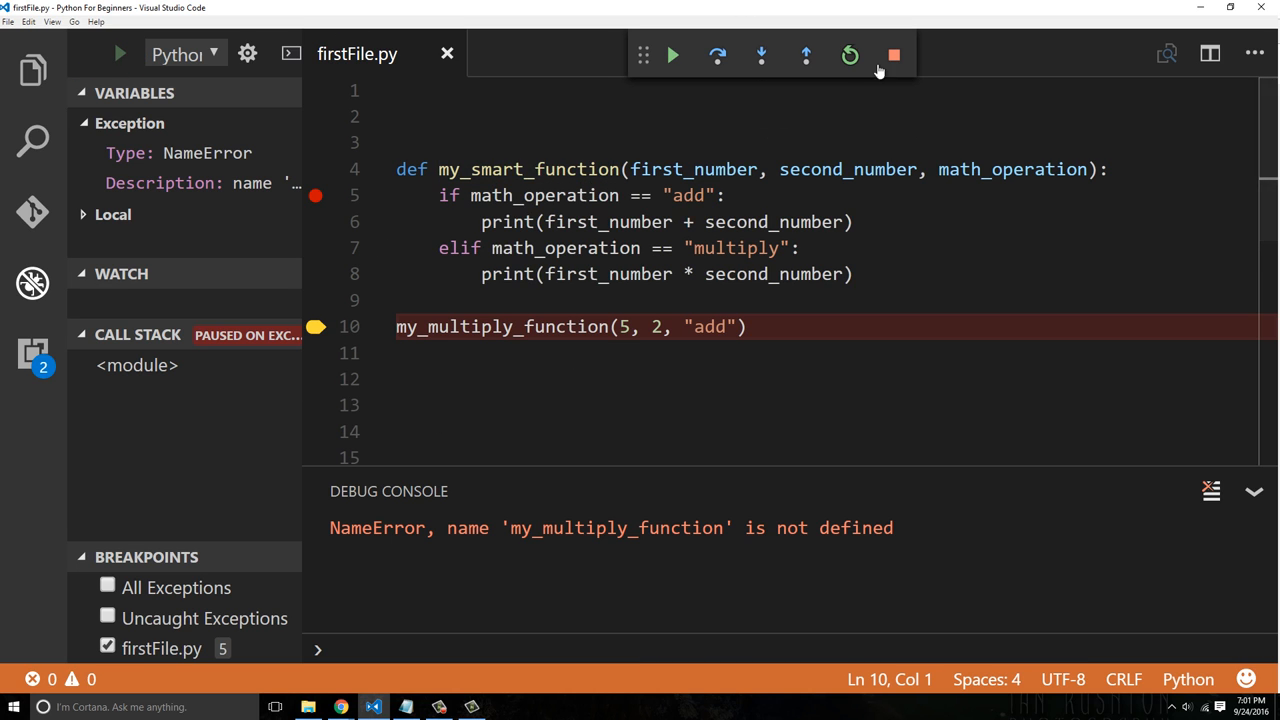 firstFile.py - Python For Beginners - Visual Studio Code
File Edit View Go Help
Pythor
firstFile.py
VARIABLES
Exception
Type: NameError
Description: name '...
Local
WATCH
CALL STACK PAUSED ON EXC...
<module>
BREAKPOINTS
All Exceptions
Uncaught Exceptions
firstFile.py 5
2
1
2
3
4 def my_smart_function(first_number, second_number, math_operation):
5 if math_operation == "add":
6 print(first_number + second_number)
7 elif math_operation == "multiply":
8 print(first_number * second_number)
9
10 my_multiply_function(5, 2, "add")
11
12
13
14
15
DEBUG CONSOLE
NameError, name 'my_multiply_function' is not defined
0 0 Ln 10, Col 1 Spaces: 4 UTF-8 CRLF Python
I'm Cortana. Ask me anything.
7:01 PM
9/24/2016